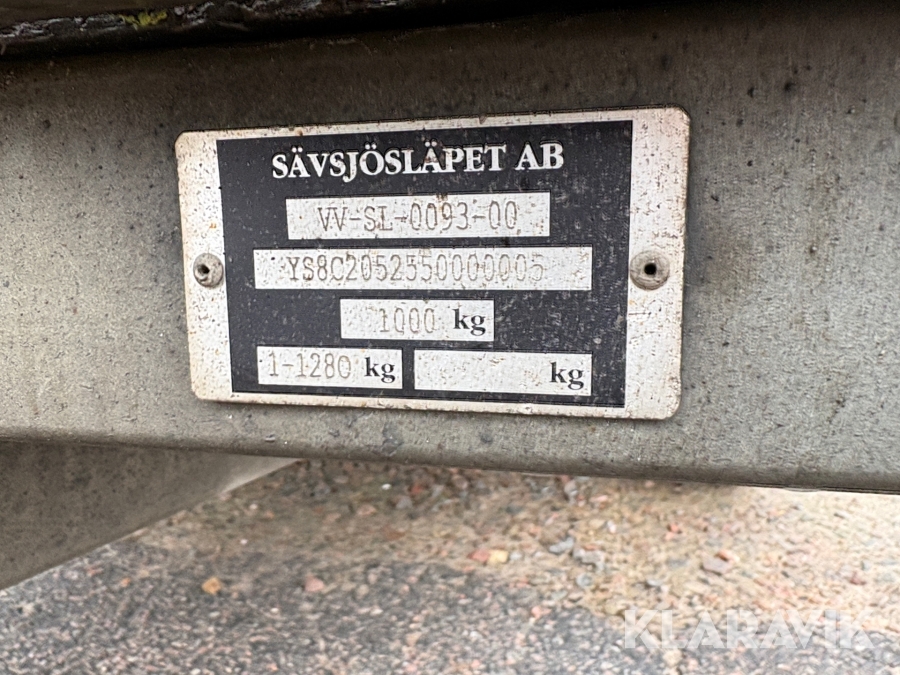 SÄVSJÖSLÄPET AB
VV-SL-0093-00
YS8C2052550000005
1000 kg
1-1280 kg kg
KLARAVIK